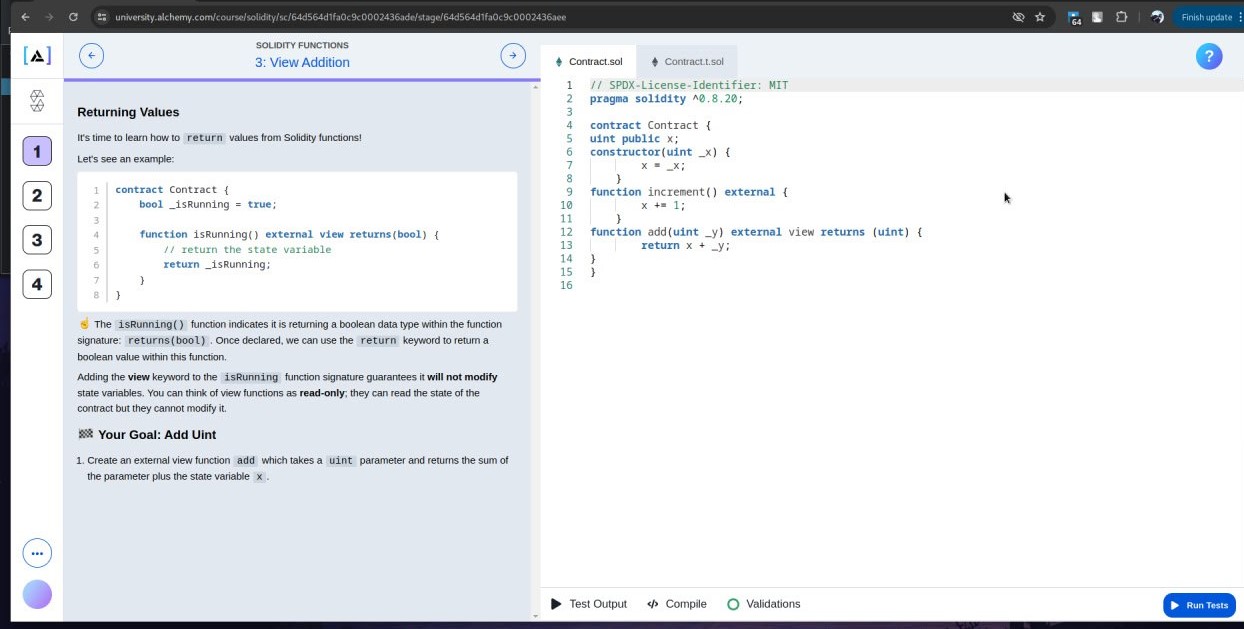 university.alchemy.com/course/solidity/sc/64d564d1fa0c9c0002436ade/stage/64d564d1fa0c9c0002436aee
64
Finish update
SOLIDITY FUNCTIONS
3: View Addition
1
2
3
4
Returning Values
It's time to learn how to return values from Solidity functions!
Let's see an example:
1 contract Contract {
2 bool _isRunning = true;
3
4 function isRunning() external view returns(bool) {
5 // return the state variable
6 return _isRunning;
7 }
8 }
☝ The isRunning() function indicates it is returning a boolean data type within the function
signature: returns(bool). Once declared, we can use the return keyword to return a
boolean value within this function.
Adding the view keyword to the isRunning function signature guarantees it will not modify
state variables. You can think of view functions as read-only; they can read the state of the
contract but they cannot modify it.
🏁 Your Goal: Add Uint
1. Create an external view function add which takes a uint parameter and returns the sum of
the parameter plus the state variable x.
Contract.sol
Contract.t.sol
?
1 // SPDX-License-Identifier: MIT
2 pragma solidity ^0.8.20;
3
4 contract Contract {
5 uint public x;
6 constructor(uint _x) {
7 x = _x;
8 }
9 function increment() external {
10 x += 1;
11 }
12 function add(uint _y) external view returns (uint) {
13 return x + _y;
14 }
15 }
16
Test Output
Compile
Validations
Run Tests